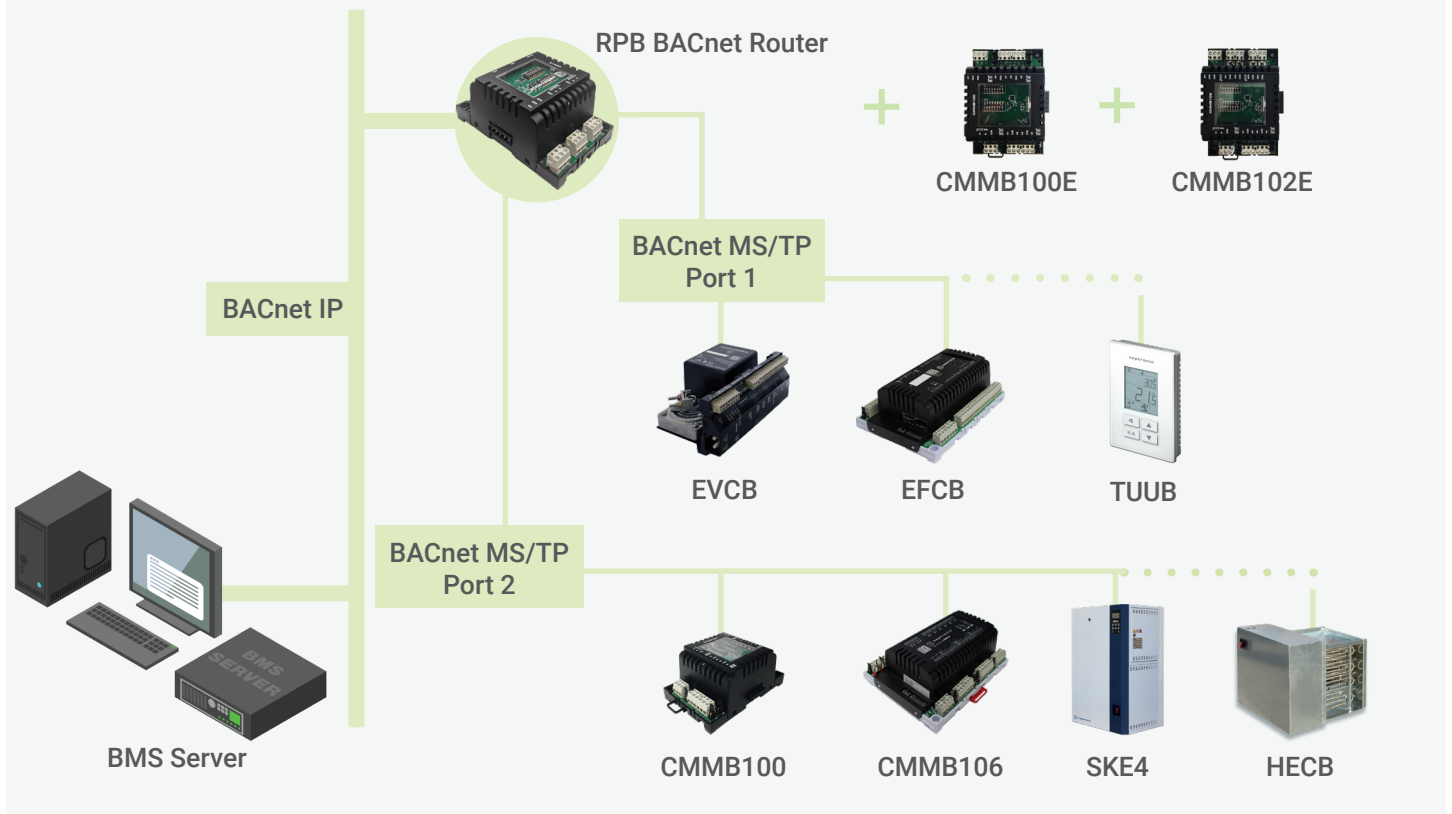 RPB BACnet Router
CMMB100E
CMMB102E
BACnet MS/TP
Port 1
BACnet IP
EVCB
EFCB
TUUB
BACnet MS/TP
Port 2
BMS
SERVER
BMS Server
CMMB100
CMMB106
SKE4
HECB